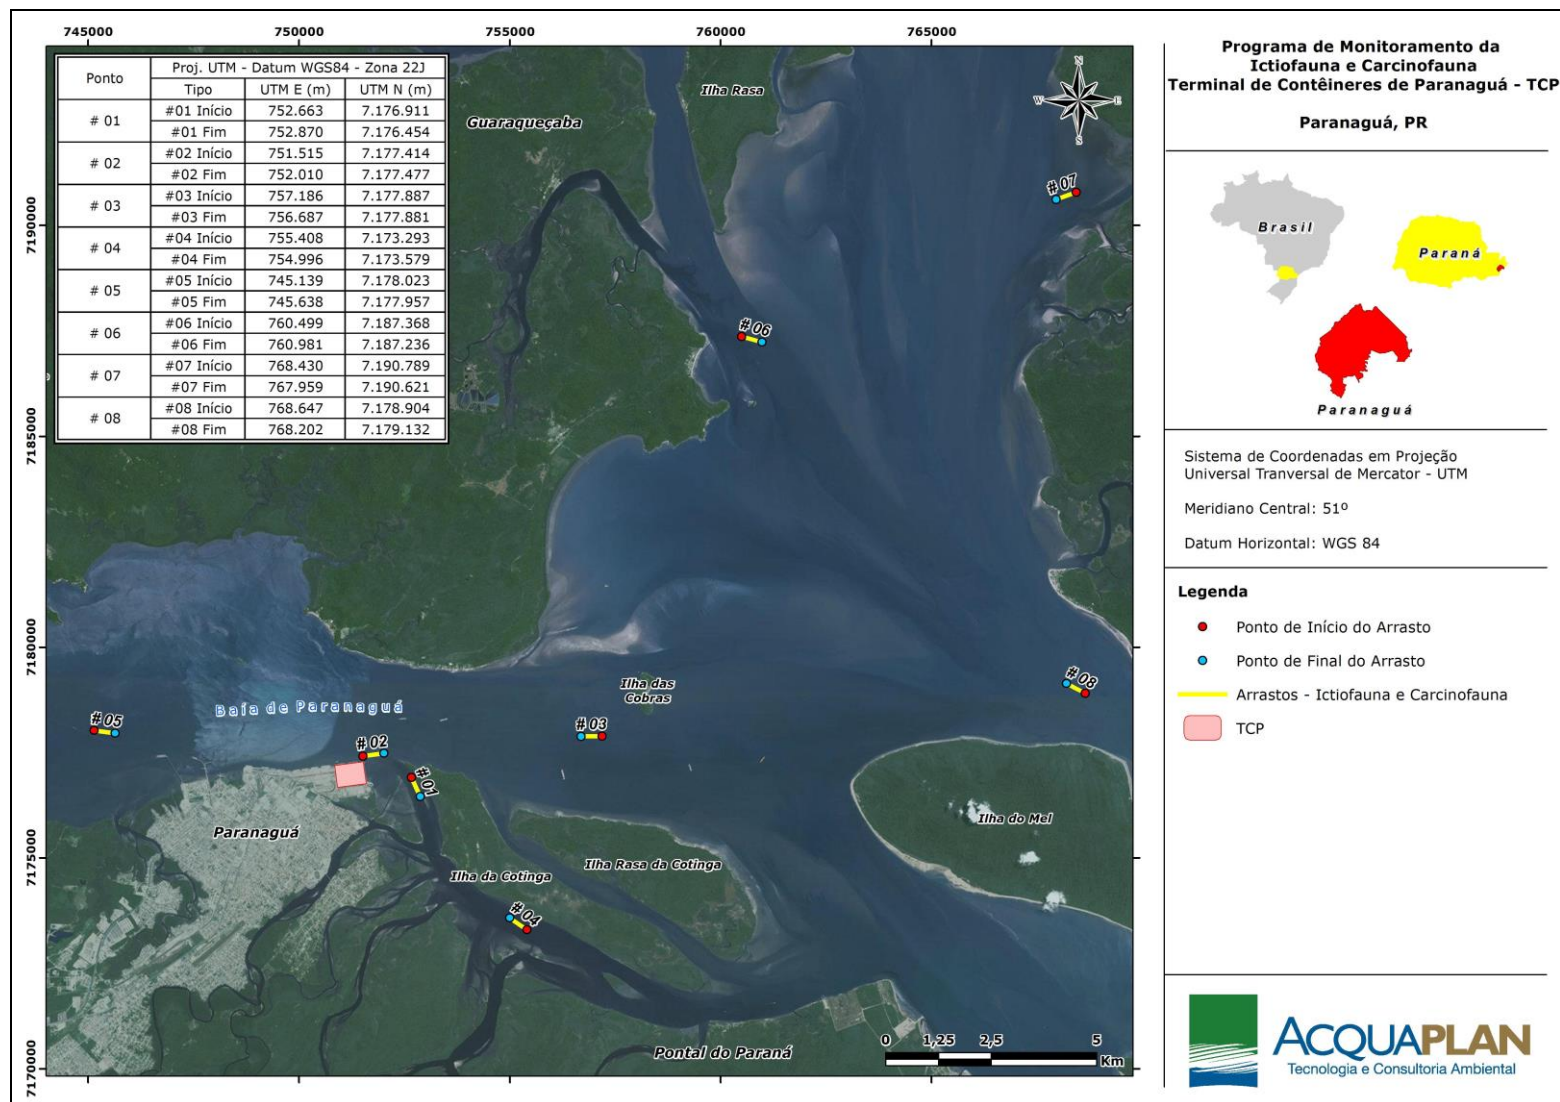 745000 750000 755000 760000 765000
7190000
7185000
7180000
7175000
7170000
Ponto
Proj. UTM - Datum WGS84 - Zona 22J
Tipo UTM E (m) UTM N (m)
# 01
#01 Início 752.663 7.176.911
#01 Fim 752.870 7.176.454
# 02
#02 Início 751.515 7.177.414
#02 Fim 752.010 7.177.477
# 03
#03 Início 757.186 7.177.887
#03 Fim 756.687 7.177.881
# 04
#04 Início 755.408 7.173.293
#04 Fim 754.996 7.173.579
# 05
#05 Início 745.139 7.178.023
#05 Fim 745.638 7.177.957
# 06
#06 Início 760.499 7.187.368
#06 Fim 760.981 7.187.236
# 07
#07 Início 768.430 7.190.789
#07 Fim 767.959 7.190.621
# 08
#08 Início 768.647 7.178.904
#08 Fim 768.202 7.179.132
Ilha Rasa
Guaraqueçaba
N
W E
S
# 07
# 06
Ilha das
Cobras
# 08
Baía de Paranaguá
# 05
# 02
# 03
# 01
Paranaguá
Ilha do Mel
Ilha da Cotinga
Ilha Rasa da Cotinga
# 04
Pontal do Paraná
0 1,25 2,5 5
Km
Programa de Monitoramento da
Ictiofauna e Carcinofauna
Terminal de Contêineres de Paranaguá - TCP
Paranaguá, PR
Brasil
Paraná
Paranaguá
Sistema de Coordenadas em Projeção
Universal Tranversal de Mercator - UTM
Meridiano Central: 51º
Datum Horizontal: WGS 84
Legenda
Ponto de Início do Arrasto
Ponto de Final do Arrasto
Arrastos - Ictiofauna e Carcinofauna
TCP
ACQUAPLAN
Tecnologia e Consultoria Ambiental